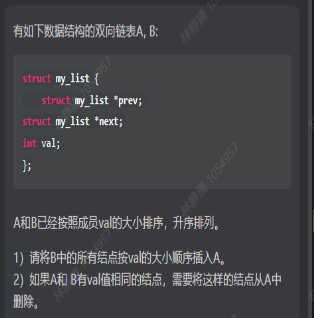 有如下数据结构的双向链表A, B:
struct my_list {
struct my_list *prev;
struct my_list *next;
int val;
};
A和B已经按照成员val的大小排序，升序排列。
1）请将B中的所有结点按val的大小顺序插入A。
2）如果A和 B有val值相同的结点，需要将这样的结点从A中
删除。